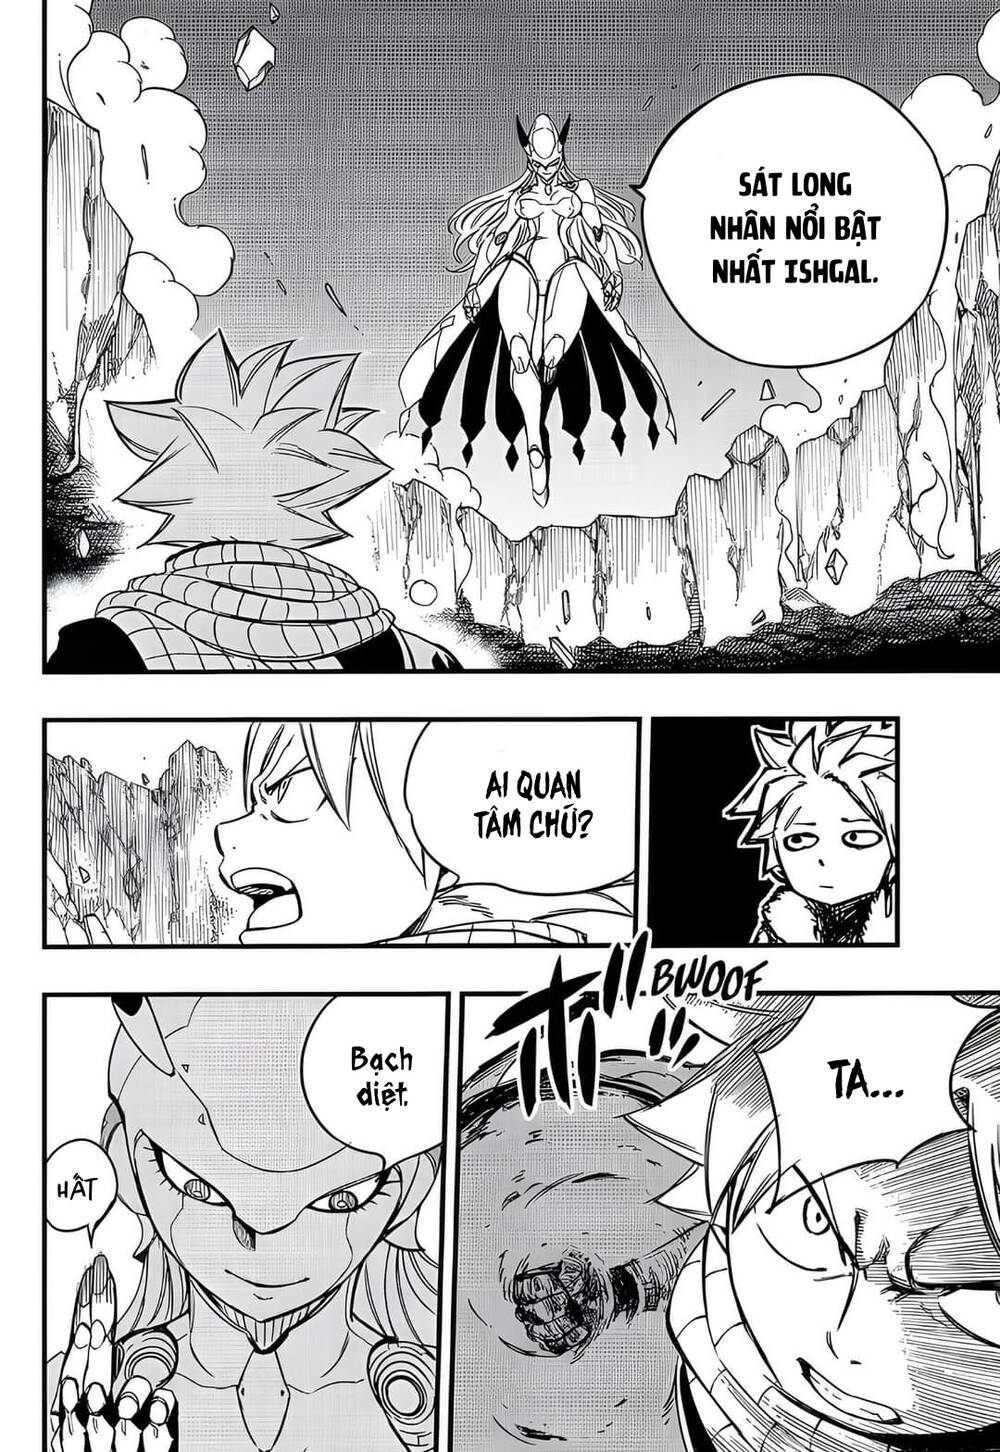 SÁT LONG
NHÂN NỔI BẬT
NHẤT ISHGAL.
AI QUAN
TÂM CHỨ?
BWOOF
TA...
Bạch
diệt.
HẤT